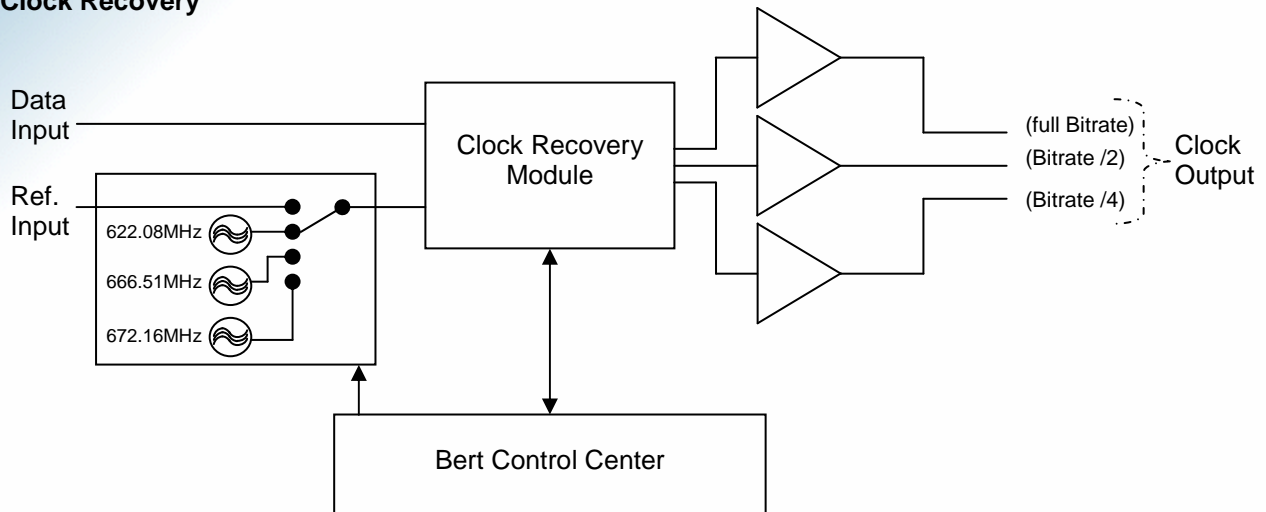 Clock Recovery
Data
Input
Ref.
Input
622.08MHz
666.51MHz
672.16MHz
Clock Recovery
Module
(full Bitrate)
(Bitrate /2)
(Bitrate /4)
Clock
Output
Bert Control Center